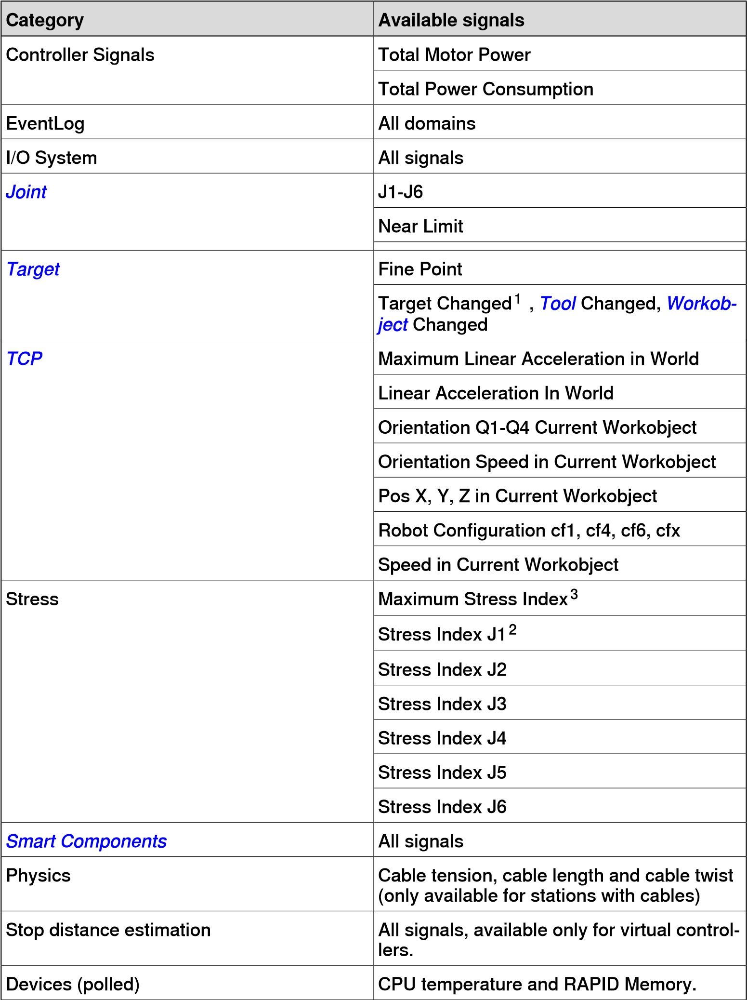 Category Available signals
Controller Signals Total Motor Power
Total Power Consumption
EventLog All domains
I/O System All signals
Joint J1-J6
Near Limit
Target Fine Point
Target Changed1 , Tool Changed, Workob-
ject Changed
TCP Maximum Linear Acceleration in World
Linear Acceleration In World
Orientation Q1-Q4 Current Workobject
Orientation Speed in Current Workobject
Pos X, Y, Z in Current Workobject
Robot Configuration cf1, cf4, cf6, cfx
Speed in Current Workobject
Stress Maximum Stress Index3
Stress Index J12
Stress Index J2
Stress Index J3
Stress Index J4
Stress Index J5
Stress Index J6
Smart Components All signals
Physics Cable tension, cable length and cable twist
(only available for stations with cables)
Stop distance estimation All signals, available only for virtual control-
lers.
Devices (polled) CPU temperature and RAPID Memory.